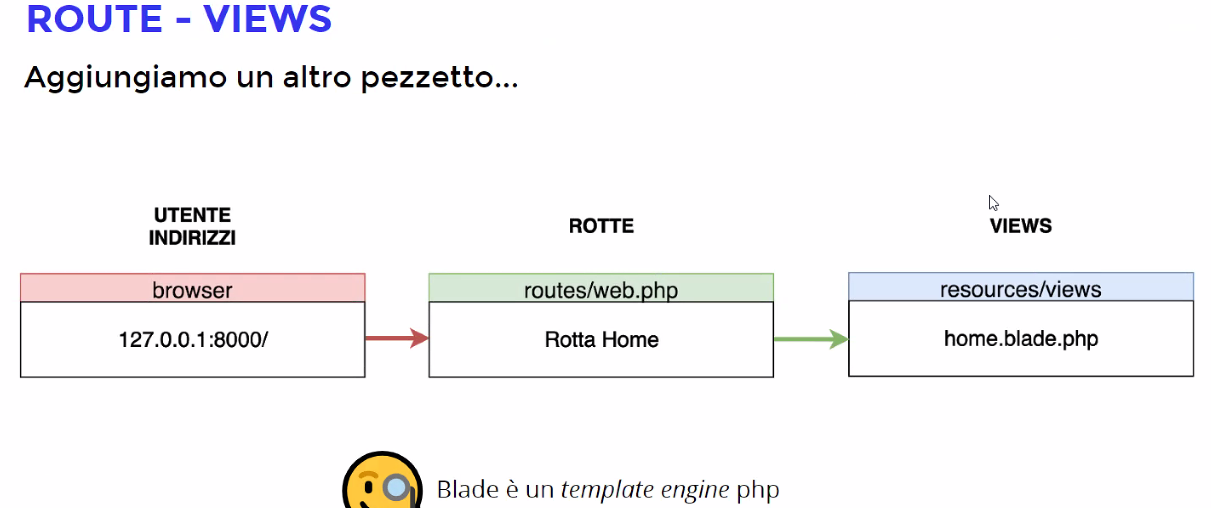 ROUTE - VIEWS
Aggiungiamo un altro pezzetto...
UTENTE
INDIRIZZI
ROTTE
VIEWS
browser
routes/web.php
resources/views
127.0.0.1:8000/
Rotta Home
home.blade.php
Blade è un template engine php